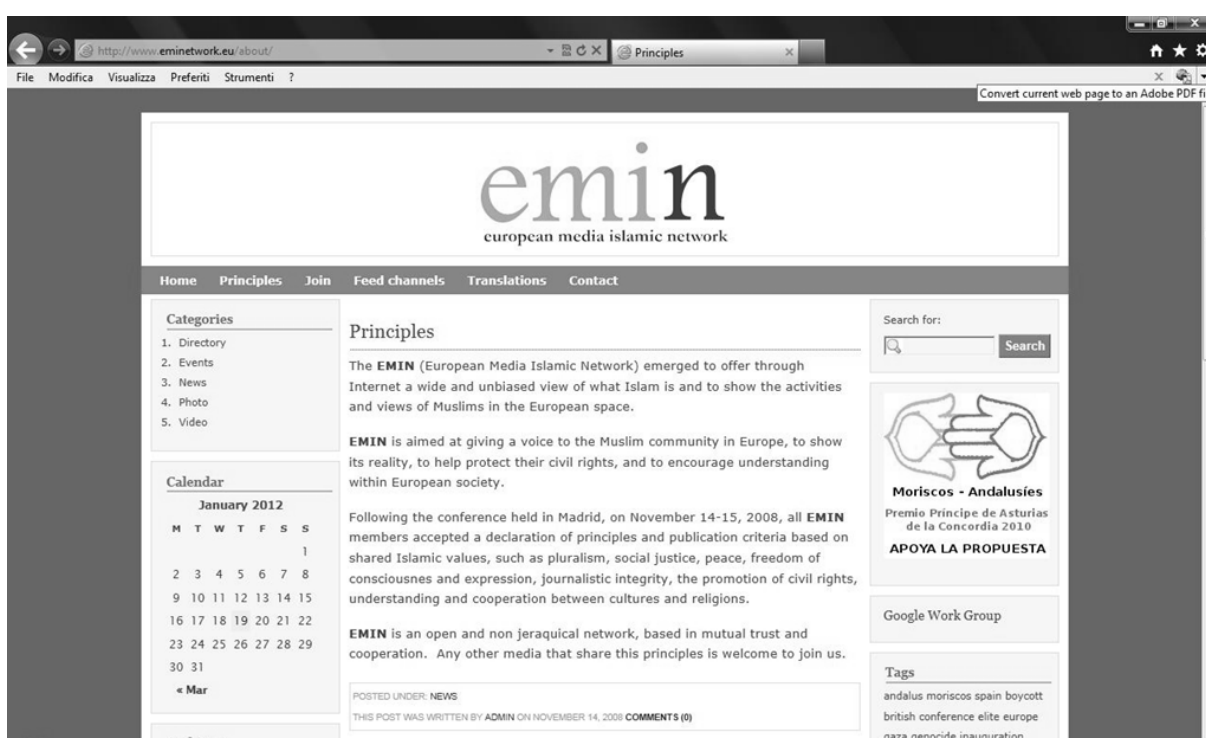 http://www.eminetwork.eu/about/
Principles
File Modifica Visualizza Preferiti Strumenti ?
Convert current web page to an Adobe PDF fi
emin
european media islamic network
Home Principles Join Feed channels Translations Contact
Categories
1. Directory
2. Events
3. News
4. Photo
5. Video
Calendar
January 2012
M T W T F S S
1
2 3 4 5 6 7 8
9 10 11 12 13 14 15
16 17 18 19 20 21 22
23 24 25 26 27 28 29
30 31
« Mar
Principles
The EMIN (European Media Islamic Network) emerged to offer through
Internet a wide and unbiased view of what Islam is and to show the activities
and views of Muslims in the European space.
EMIN is aimed at giving a voice to the Muslim community in Europe, to show
its reality, to help protect their civil rights, and to encourage understanding
within European society.
Following the conference held in Madrid, on November 14-15, 2008, all EMIN
members accepted a declaration of principles and publication criteria based on
shared Islamic values, such as pluralism, social justice, peace, freedom of
consciousnes and expression, journalistic integrity, the promotion of civil rights,
understanding and cooperation between cultures and religions.
EMIN is an open and non jeraquical network, based in mutual trust and
cooperation. Any other media that share this principles is welcome to join us.
POSTED UNDER: NEWS
THIS POST WAS WRITTEN BY ADMIN ON NOVEMBER 14, 2008 COMMENTS (0)
Search for:
Search
Moriscos - Andalusíes
Premio Príncipe de Asturias
de la Concordia 2010
APOYA LA PROPUESTA
Google Work Group
Tags
andalus moriscos spain boycott
british conference elite europe
gaza genocide inauguration